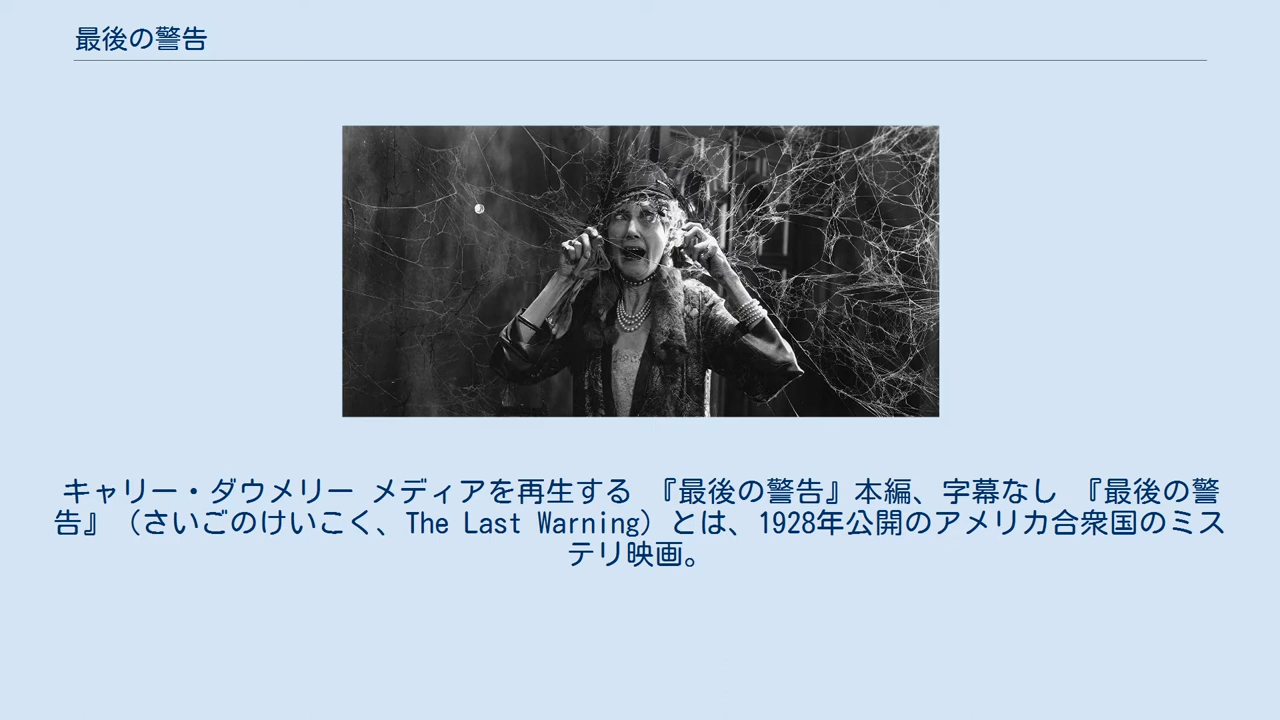 最後の警告
キャリー・ダウメリー メディアを再生する 『最後の警告』本編、字幕なし 『最後の警
告』（さいごのけいこく、The Last Warning）とは、1928年公開のアメリカ合衆国のミス
テリ映画。